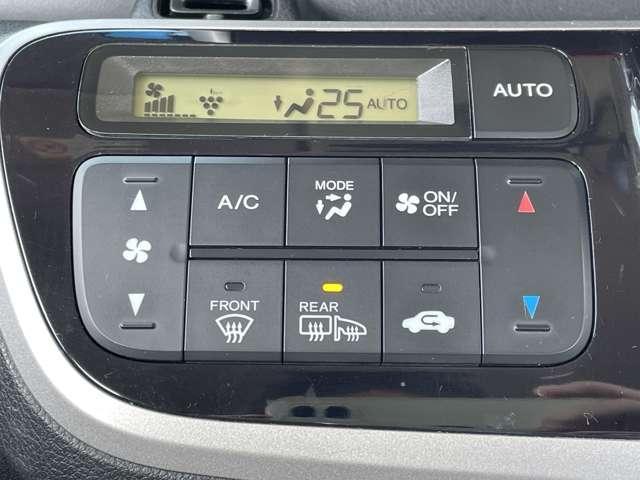 25 AUTO
AUTO
A/C
MODE
ON/
OFF
FRONT
REAR